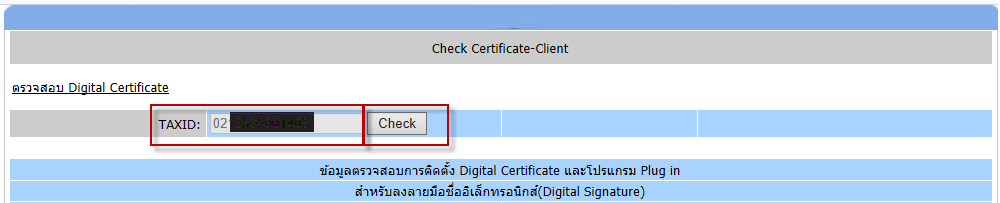 Check Certificate-Client
ตรวจสอบ Digital Certificate
TAXID: 02 Check
ข้อมูลตรวจสอบการติดตั้ง Digital Certificate และโปรแกรม Plug in
สำหรับลงลายมือชื่ออิเล็กทรอนิกส์(Digital Signature)